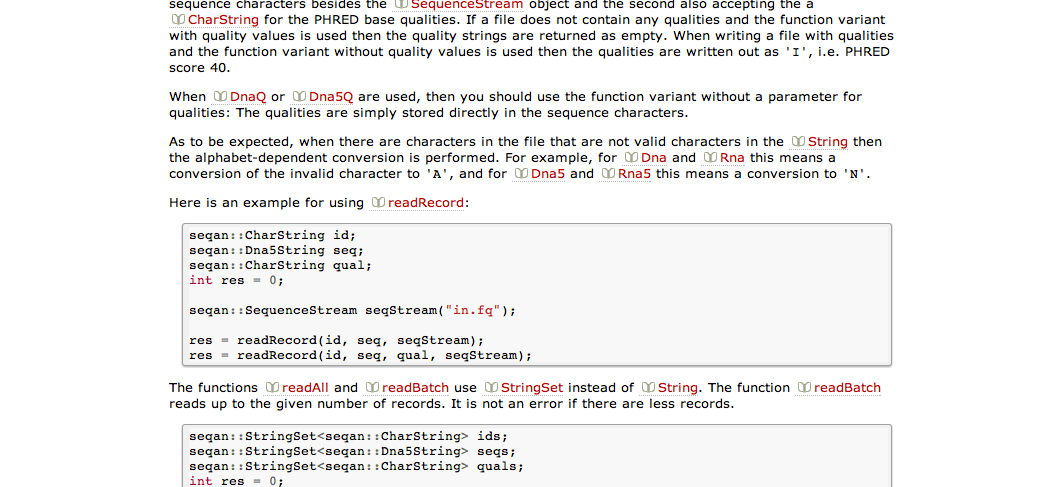 sequence characters besides the SequenceStream object and the second also accepting the a
CharString for the PHRED base qualities. If a file does not contain any qualities and the function variant
with quality values is used then the quality strings are returned as empty. When writing a file with qualities
and the function variant without quality values is used then the qualities are written out as 'I', i.e. PHRED
score 40.
When DnaQ or Dna5Q are used, then you should use the function variant without a parameter for
qualities: The qualities are simply stored directly in the sequence characters.
As to be expected, when there are characters in the file that are not valid characters in the String then
the alphabet-dependent conversion is performed. For example, for Dna and Rna this means a
conversion of the invalid character to 'A', and for Dna5 and Rna5 this means a conversion to 'N'.
Here is an example for using readRecord:
seqan::CharString id;
seqan::Dna5String seq;
seqan::CharString qual;
int res = 0;
seqan::SequenceStream seqStream("in.fq");
res = readRecord(id, seq, seqStream);
res = readRecord(id, seq, qual, seqStream);
The functions readAll and readBatch use StringSet instead of String. The function readBatch
reads up to the given number of records. It is not an error if there are less records.
seqan::StringSet<seqan::CharString> ids;
seqan::StringSet<seqan::Dna5String> seqs;
seqan::StringSet<seqan::CharString> quals;
int res = 0;